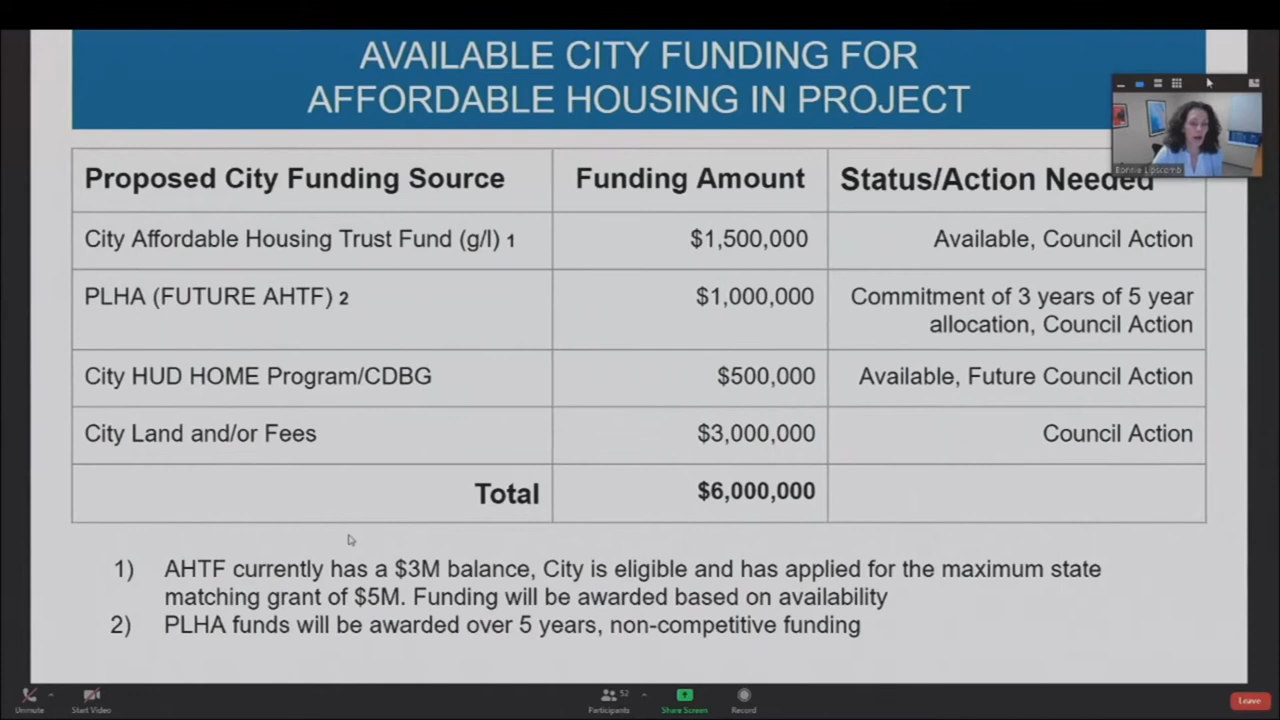 AVAILABLE CITY FUNDING FOR
AFFORDABLE HOUSING IN PROJECT
Proposed City Funding Source Funding Amount Status/Action Needed
City Affordable Housing Trust Fund (g/l) 1 $1,500,000 Available, Council Action
PLHA (FUTURE AHTF) 2 $1,000,000 Commitment of 3 years of 5 year
allocation, Council Action
City HUD HOME Program/CDBG $500,000 Available, Future Council Action
City Land and/or Fees $3,000,000 Council Action
Total $6,000,000
1) AHTF currently has a $3M balance, City is eligible and has applied for the maximum state
matching grant of $5M. Funding will be awarded based on availability
2) PLHA funds will be awarded over 5 years, non-competitive funding
Bonnie Lipscomb
Unmute Start Video Participants 52 Share Screen Record Leave